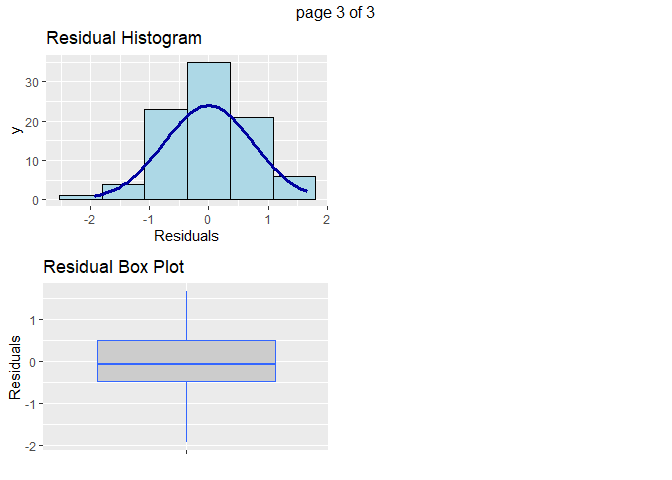 page 3 of 3
Residual Histogram
y
30
20
10
0
-2 -1 0 1 2
Residuals
Residual Box Plot
Residuals
1
0
-1
-2